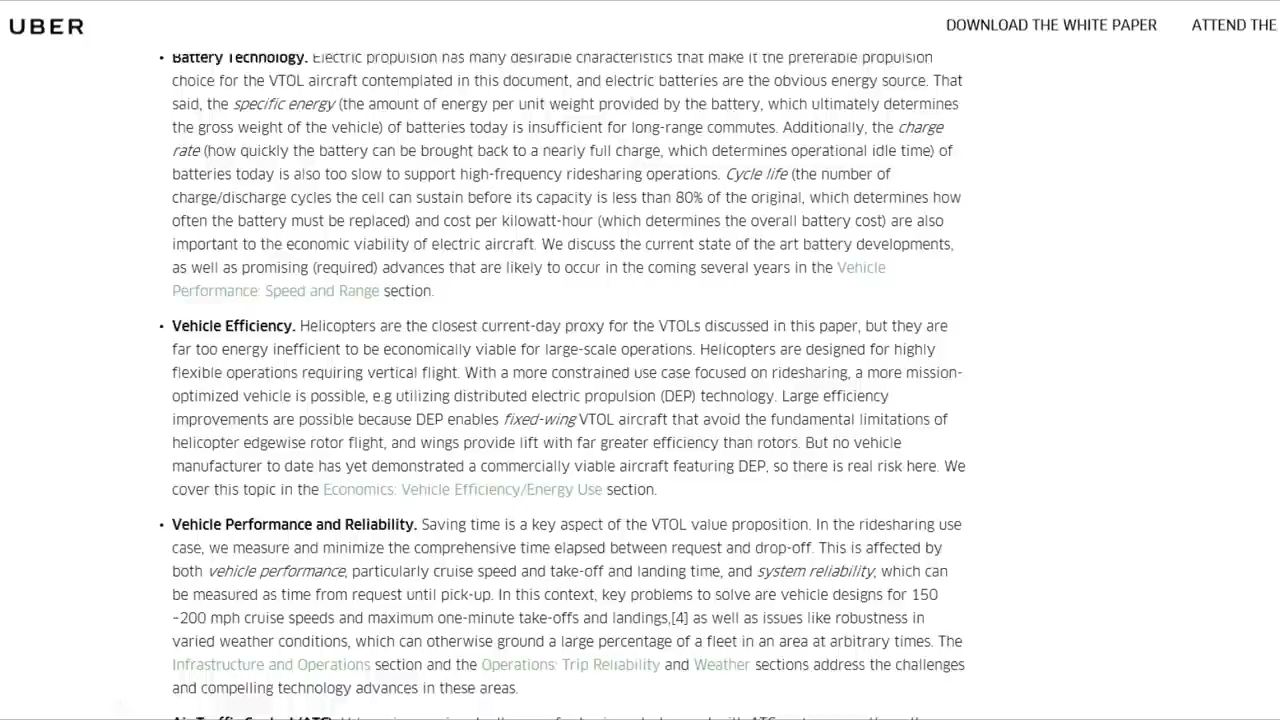 UBER
DOWNLOAD THE WHITE PAPER
ATTEND THE
• Battery Technology. Electric propulsion has many desirable characteristics that make it the preferable propulsion
choice for the VTOL aircraft contemplated in this document, and electric batteries are the obvious energy source. That
said, the specific energy (the amount of energy per unit weight provided by the battery, which ultimately determines
the gross weight of the vehicle) of batteries today is insufficient for long-range commutes. Additionally, the charge
rate (how quickly the battery can be brought back to a nearly full charge, which determines operational idle time) of
batteries today is also too slow to support high-frequency ridesharing operations. Cycle life (the number of
charge/discharge cycles the cell can sustain before its capacity is less than 80% of the original, which determines how
often the battery must be replaced) and cost per kilowatt-hour (which determines the overall battery cost) are also
important to the economic viability of electric aircraft. We discuss the current state of the art battery developments,
as well as promising (required) advances that are likely to occur in the coming several years in the Vehicle
Performance: Speed and Range section.
• Vehicle Efficiency. Helicopters are the closest current-day proxy for the VTOLs discussed in this paper, but they are
far too energy inefficient to be economically viable for large-scale operations. Helicopters are designed for highly
flexible operations requiring vertical flight. With a more constrained use case focused on ridesharing, a more mission-
optimized vehicle is possible, e.g utilizing distributed electric propulsion (DEP) technology. Large efficiency
improvements are possible because DEP enables fixed-wing VTOL aircraft that avoid the fundamental limitations of
helicopter edgewise rotor flight, and wings provide lift with far greater efficiency than rotors. But no vehicle
manufacturer to date has yet demonstrated a commercially viable aircraft featuring DEP, so there is real risk here. We
cover this topic in the Economics: Vehicle Efficiency/Energy Use section.
• Vehicle Performance and Reliability. Saving time is a key aspect of the VTOL value proposition. In the ridesharing use
case, we measure and minimize the comprehensive time elapsed between request and drop-off. This is affected by
both vehicle performance, particularly cruise speed and take-off and landing time, and system reliability, which can
be measured as time from request until pick-up. In this context, key problems to solve are vehicle designs for 150
-200 mph cruise speeds and maximum one-minute take-offs and landings,[4] as well as issues like robustness in
varied weather conditions, which can otherwise ground a large percentage of a fleet in an area at arbitrary times. The
Infrastructure and Operations section and the Operations: Trip Reliability and Weather sections address the challenges
and compelling technology advances in these areas.